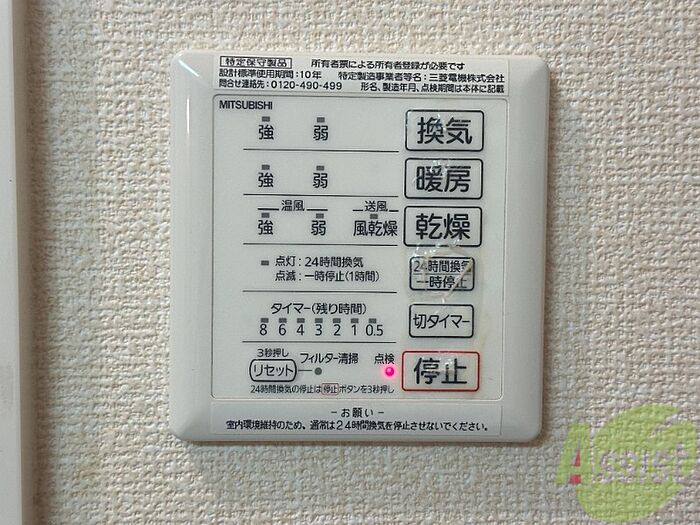 特定保守製品 所有者票による所有者登録が必要です
設計標準使用期間:10年 特定製造事業者等名:三菱電機株式会社
問合せ連絡先:0120-490-499 形名、製造年月、点検期間は本体に記載
MITSUBISHI
強 弱 換気
強 弱 暖房
温風 送風
強 弱 風乾燥 乾燥
点灯:24時間換気
点滅:一時停止(1時間)
24時間換気
一時停止
タイマー(残り時間)
8 6 4 3 2 1 0.5
切タイマー
3秒押し
リセット フィルター清掃 点検
停止
24時間換気の停止は停止ボタンを3秒押し
-お願い-
室内環境維持のため、通常は24時間換気を停止させないでください。
Assist